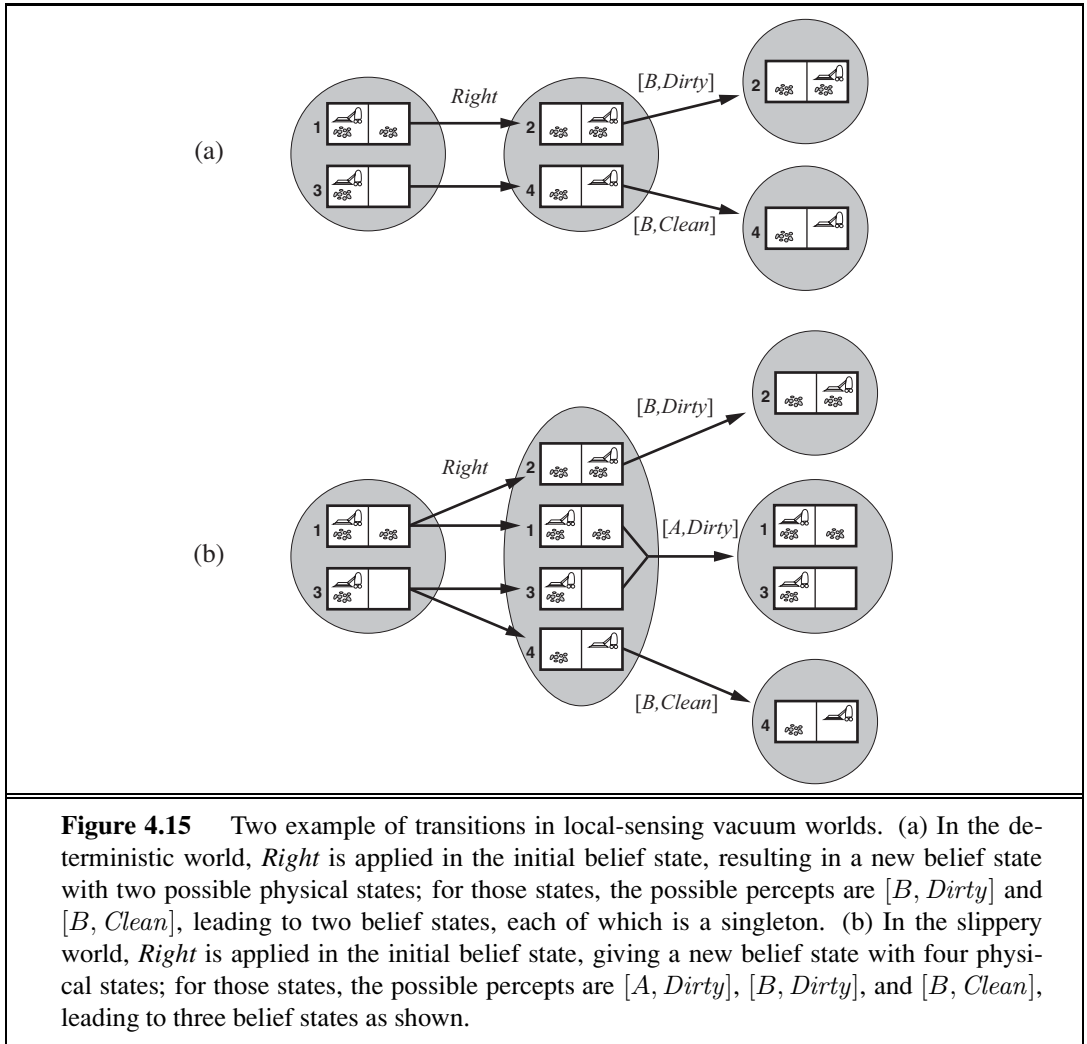 [B,Dirty]
Right
2
1
2
(a)
3
4
4
[B,Clean]
2
[B,Dirty]
Right
2
1
1
[A,Dirty]
1
(b)
3
3
3
4
[B,Clean]
4
Figure 4.15 Two example of transitions in local-sensing vacuum worlds. (a) In the de-
terministic world, Right is applied in the initial belief state, resulting in a new belief state
with two possible physical states; for those states, the possible percepts are [B, Dirty] and
[B, Clean], leading to two belief states, each of which is a singleton. (b) In the slippery
world, Right is applied in the initial belief state, giving a new belief state with four physi-
cal states; for those states, the possible percepts are [A, Dirty], [B, Dirty], and [B, Clean],
leading to three belief states as shown.